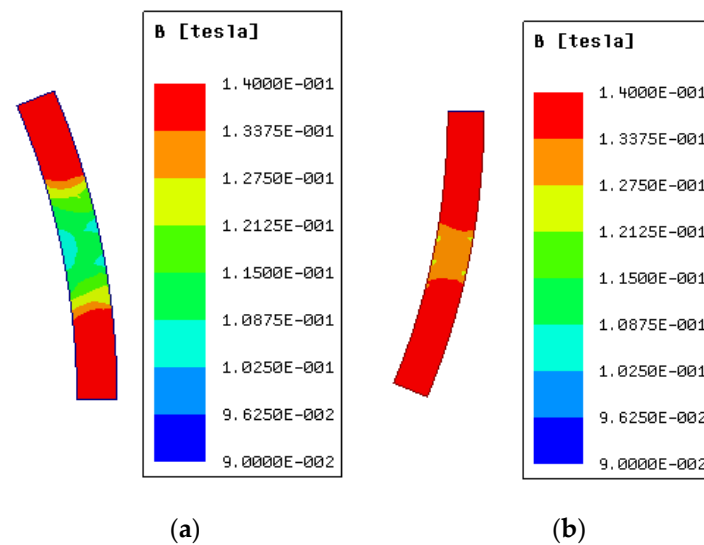 B [tesla]
1.4000E-001
1.3375E-001
1.2750E-001
1.2125E-001
1.1500E-001
1.0875E-001
1.0250E-001
9.6250E-002
9.0000E-002
(a)
B [tesla]
1.4000E-001
1.3375E-001
1.2750E-001
1.2125E-001
1.1500E-001
1.0875E-001
1.0250E-001
9.6250E-002
9.0000E-002
(b)